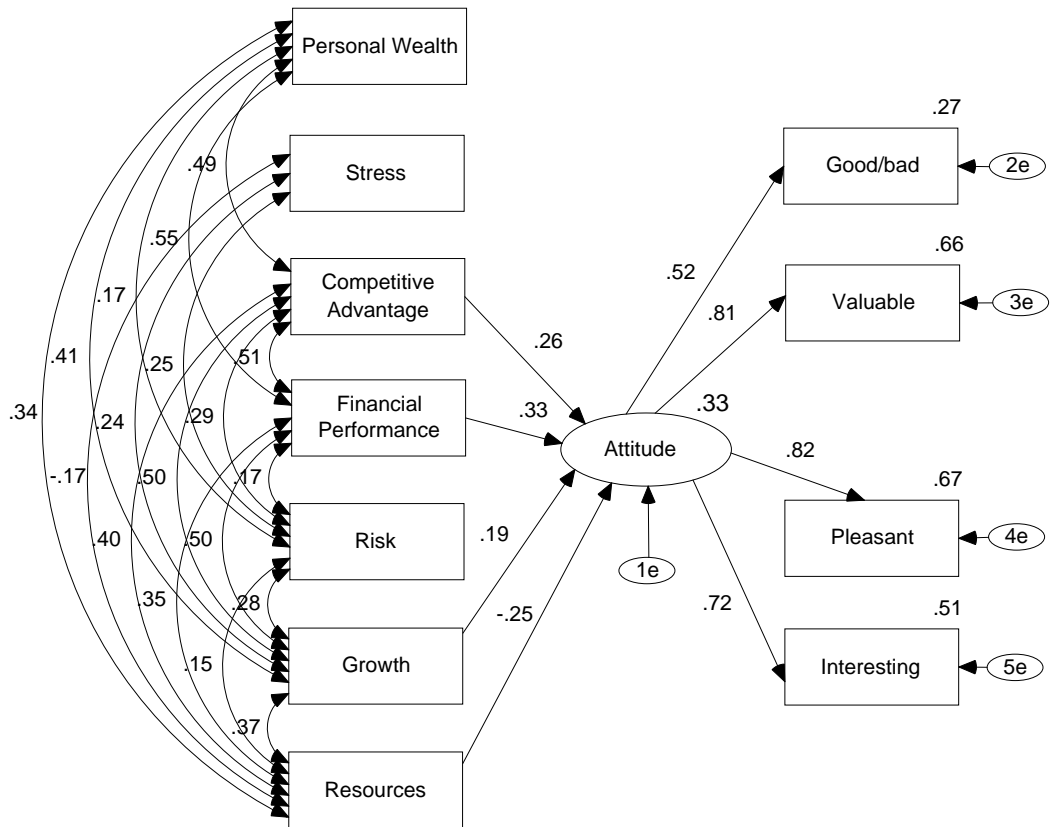 Personal Wealth
.27
Good/bad
2e
.49
Stress
.55
.66
Competitive
Advantage
.52
Valuable
3e
.17
.81
.26
.41
.25
.51
.34
Financial
Performance
.33
.33
.24
.29
Attitude
-.17
.50
.17
.82
.67
.40
.50
Risk
.19
Pleasant
4e
1e
.35
.28
-.25
.72
.51
.15
Growth
Interesting
5e
.37
Resources